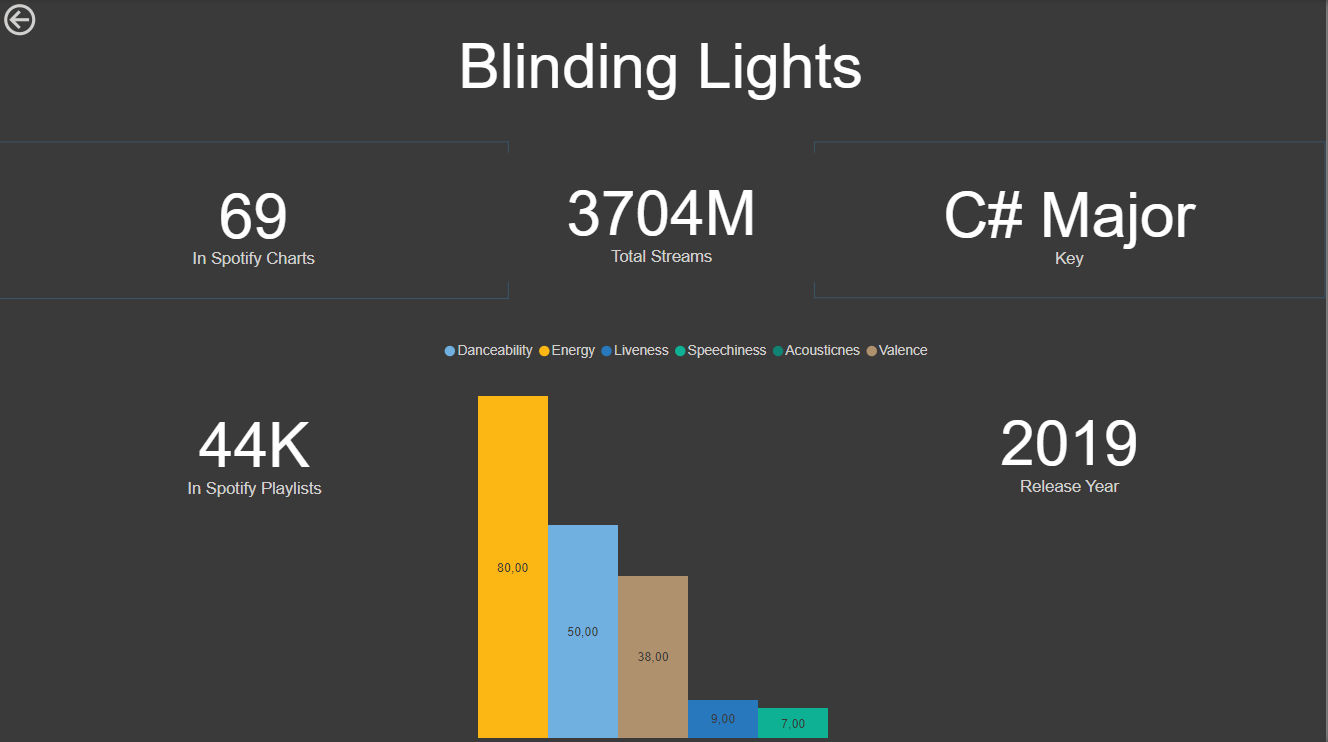 Blinding Lights
69
In Spotify Charts
3704M
Total Streams
C# Major
Key
Danceability Energy Liveness Speechiness Acousticnes Valence
44K
In Spotify Playlists
2019
Release Year
80,00
50,00
38,00
9,00
7,00